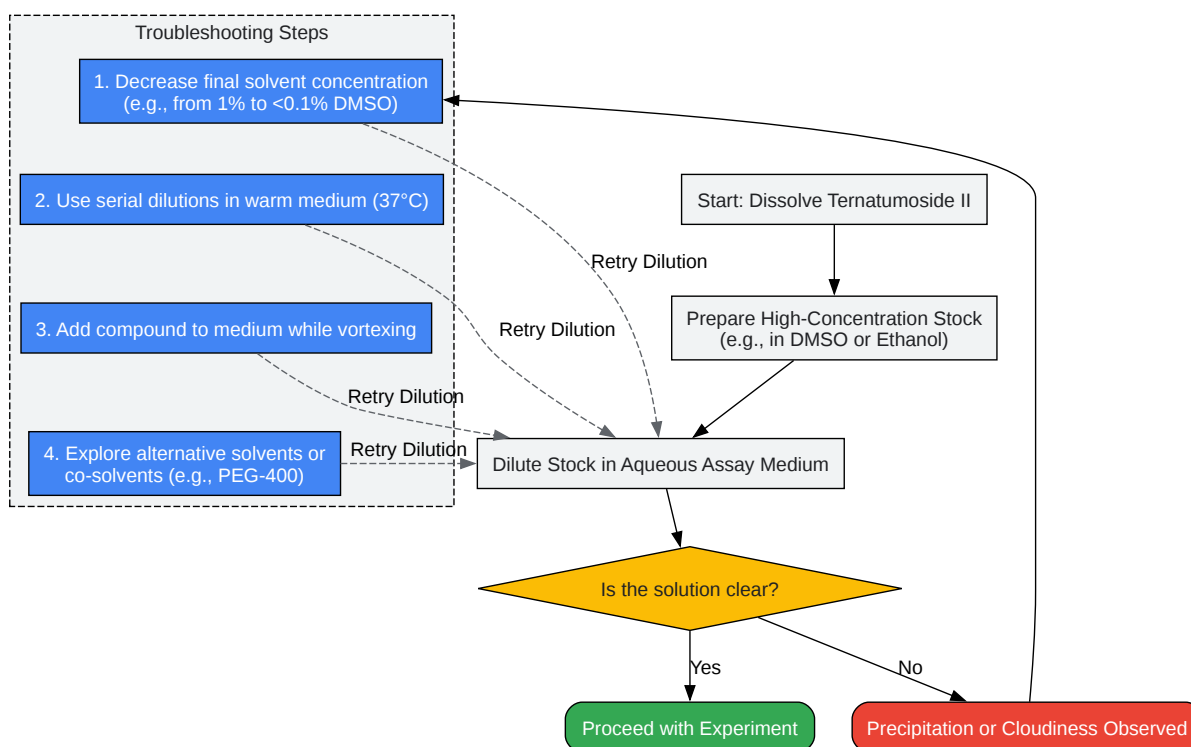 Troubleshooting Steps
1. Decrease final solvent concentration
(e.g., from 1% to <0.1% DMSO)
2. Use serial dilutions in warm medium (37°C)
Start: Dissolve Ternatumoside II
Retry Dilution
3. Add compound to medium while vortexing
Retry Dilution
Prepare High-Concentration Stock
(e.g., in DMSO or Ethanol)
Retry Dilution
4. Explore alternative solvents or
co-solvents (e.g., PEG-400)
Retry Dilution
Dilute Stock in Aqueous Assay Medium
Is the solution clear?
Yes
No
Proceed with Experiment
Precipitation or Cloudiness Observed